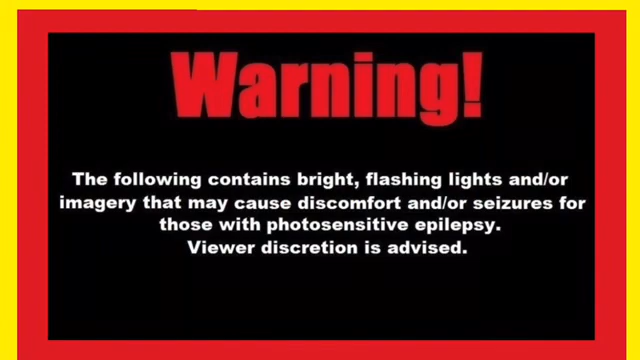 Warning!
The following contains bright, flashing lights and/or
imagery that may cause discomfort and/or seizures for
those with photosensitive epilepsy.
Viewer discretion is advised.